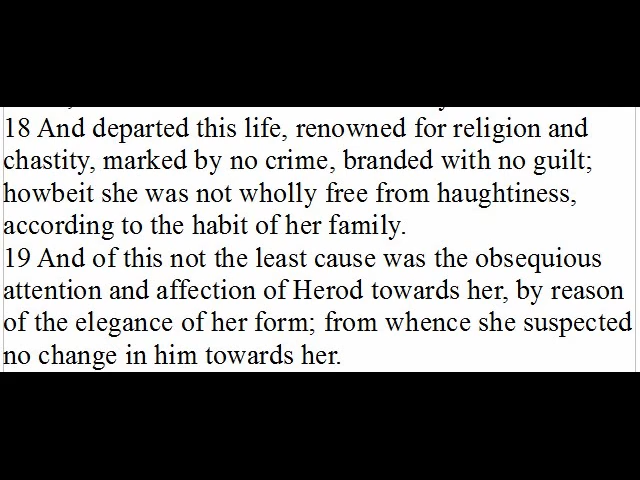 18 And departed this life, renowned for religion and
chastity, marked by no crime, branded with no guilt;
howbeit she was not wholly free from haughtiness,
according to the habit of her family.
19 And of this not the least cause was the obsequious
attention and affection of Herod towards her, by reason
of the elegance of her form; from whence she suspected
no change in him towards her.